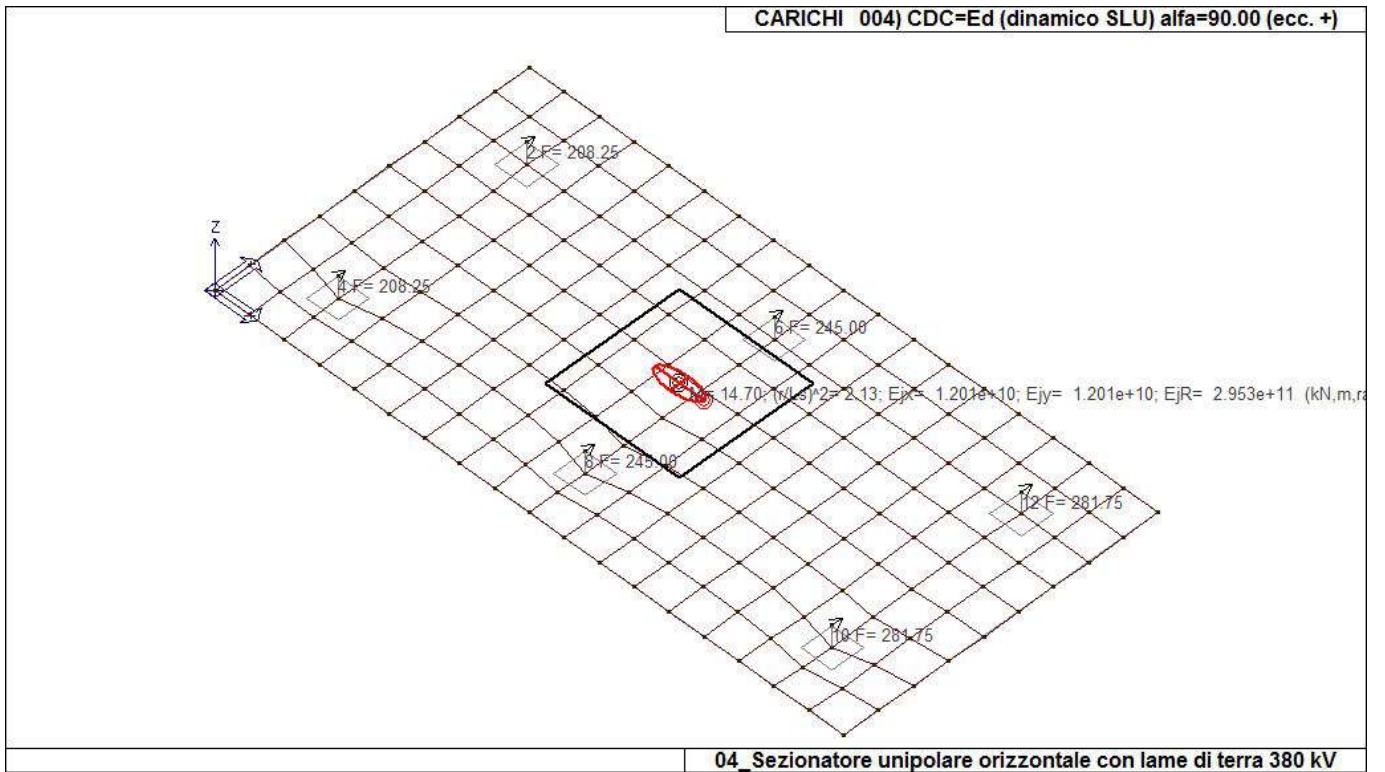 CARICHI 004) CDC=Ed (dinamico SLU) alfa=90.00 (ecc. +)
2 F= 208.25
Z
4 F= 208.25
6 F= 245.00
14.70; (r/Ls)^2= 2.13; Ejx= 1.201e+10; Ejy= 1.201e+10; EjR= 2.953e+11 (kN,m,ra
8 F= 245.00
12 F= 281.75
10 F= 281.75
04_Sezionatore unipolare orizzontale con lame di terra 380 kV